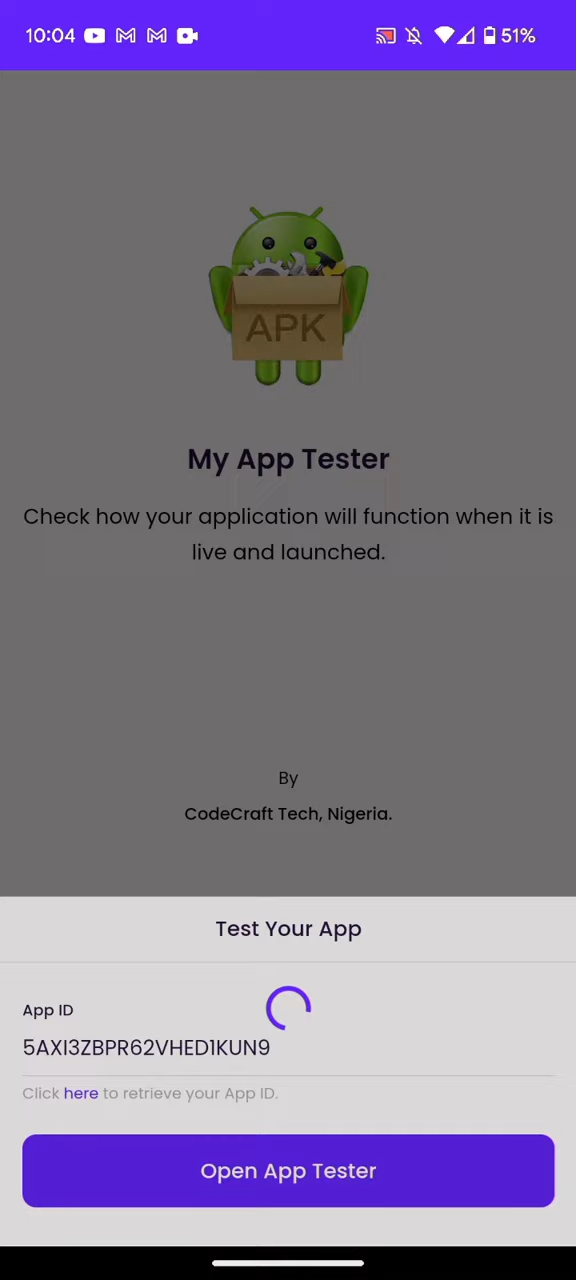 10:04 51%
APK
My App Tester
Check how your application will function when it is
live and launched.
By
CodeCraft Tech, Nigeria.
Test Your App
App ID
5AXI3ZBPR62VHED1KUN9
Click here to retrieve your App ID.
Open App Tester